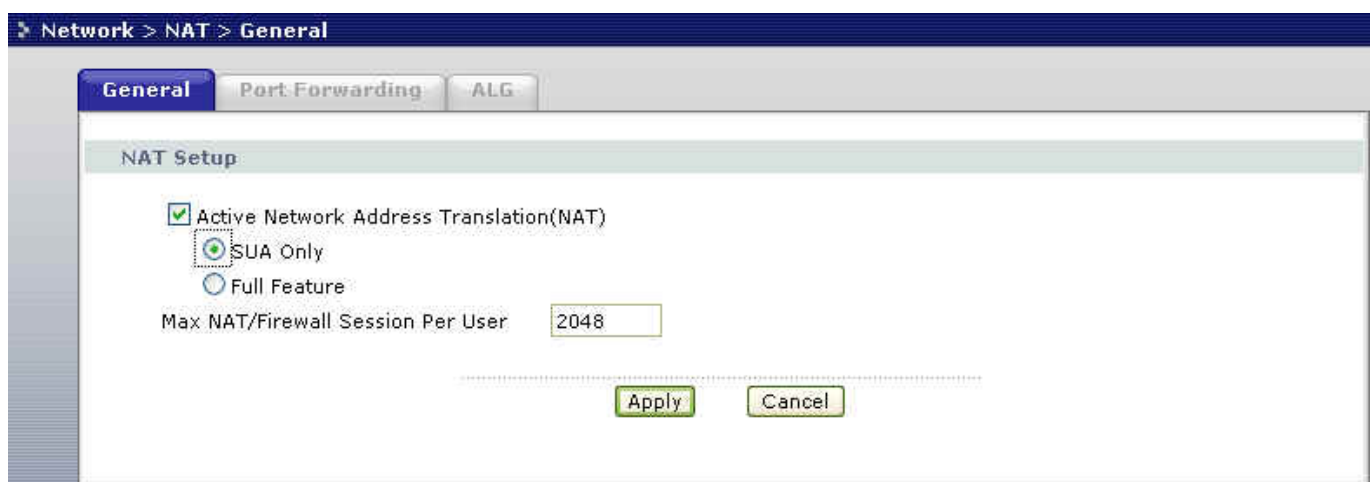 Network > NAT > General
General Port Forwarding ALG
NAT Setup
Active Network Address Translation(NAT)
SUA Only
Full Feature
Max NAT/Firewall Session Per User 2048
Apply Cancel